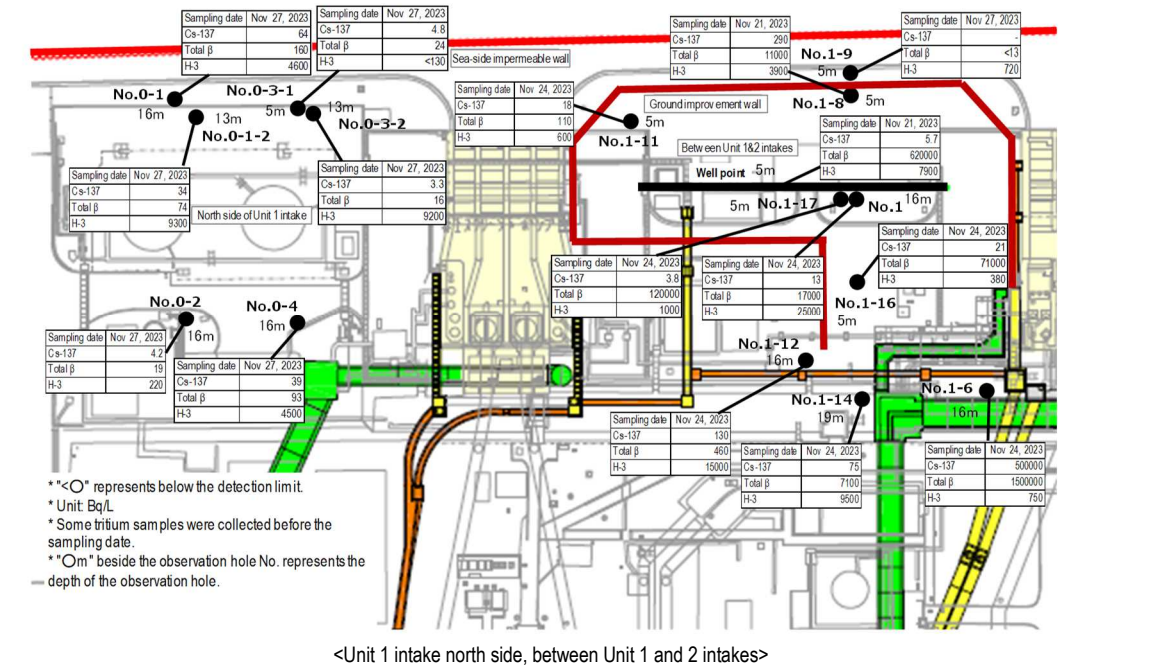 Sampling date Nov 27, 2023
Cs-137 64
Total β 160
H-3 4600
Sampling date Nov 27, 2023
Cs-137 4.8
Total β 24
H-3 <130
Sea-side impermeable wall
Sampling date Nov 21, 2023
Cs-137 290
Total β 11000
H-3 3900
Sampling date Nov 27, 2023
Cs-137 -
Total β <13
H-3 720
No.1-9
5m
No.0-1
16m
No.0-3-1
5m
13m
No.0-3-2
13m
No.0-1-2
Sampling date Nov 24, 2023
Cs-137 18
Total β 110
H-3 600
5m
No.1-11
Ground improvement wall
No.1-8
5m
Sampling date Nov 21, 2023
Cs-137 5.7
Total β 620000
H-3 7900
Between Unit 1&2 intakes
Well point 5m
Sampling date Nov 27, 2023
Cs-137 34
Total β 74
H-3 9300
North side of Unit 1 intake
Sampling date Nov 27, 2023
Cs-137 3.3
Total β 16
H-3 9200
5m No.1-17
No.1 16m
Sampling date Nov 24, 2023
Cs-137 21
Total β 71000
H-3 380
Sampling date Nov 24, 2023
Cs-137 3.8
Total β 120000
H-3 1000
Sampling date Nov 24, 2023
Cs-137 13
Total β 17000
H-3 25000
No.1-16
5m
No.0-2
16m
No.0-4
16m
Sampling date Nov 27, 2023
Cs-137 4.2
Total β 19
H-3 220
Sampling date Nov 27, 2023
Cs-137 39
Total β 93
H-3 4500
No.1-12
16m
No.1-14
19m
No.1-6
16m
Sampling date Nov 24, 2023
Cs-137 130
Total β 460
H-3 15000
Sampling date Nov 24, 2023
Cs-137 75
Total β 7100
H-3 9500
Sampling date Nov 24, 2023
Cs-137 500000
Total β 1500000
H-3 750
* "<O" represents below the detection limit.
* Unit: Bq/L
* Some tritium samples were collected before the
sampling date.
* "Om" beside the observation hole No. represents the
depth of the observation hole.
<Unit 1 intake north side, between Unit 1 and 2 intakes>